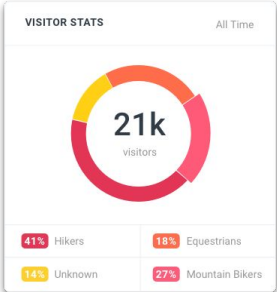 VISITOR STATS All Time
21k
visitors
41% Hikers 18% Equestrians
14% Unknown 27% Mountain Bikers